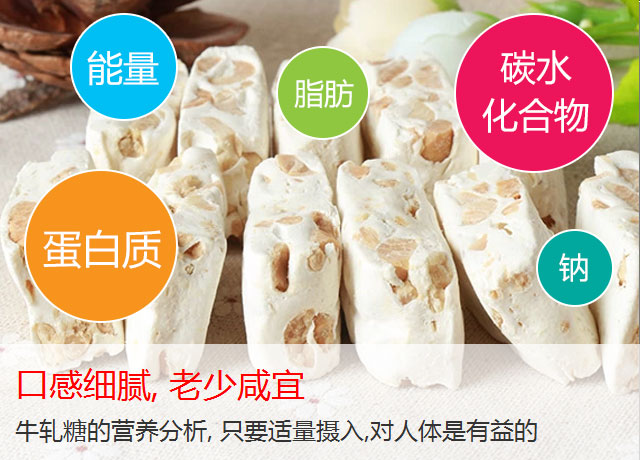 能量
脂肪
碳水
化合物
蛋白质
钠
口感细腻, 老少咸宜
牛轧糖的营养分析, 只要适量摄入,对人体是有益的